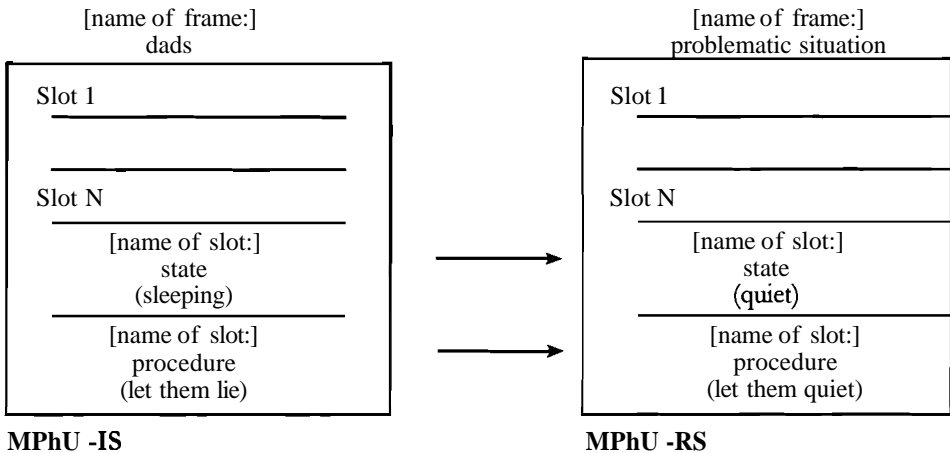 [name of frame:]
dads
Slot 1
Slot N
[name of slot:]
state
(sleeping)
[name of slot:]
procedure
(let them lie)
MPhU -IS
[name of frame:]
problematic situation
Slot 1
Slot N
[name of slot:]
state
(quiet)
[name of slot:]
procedure
(let them quiet)
MPhU -RS